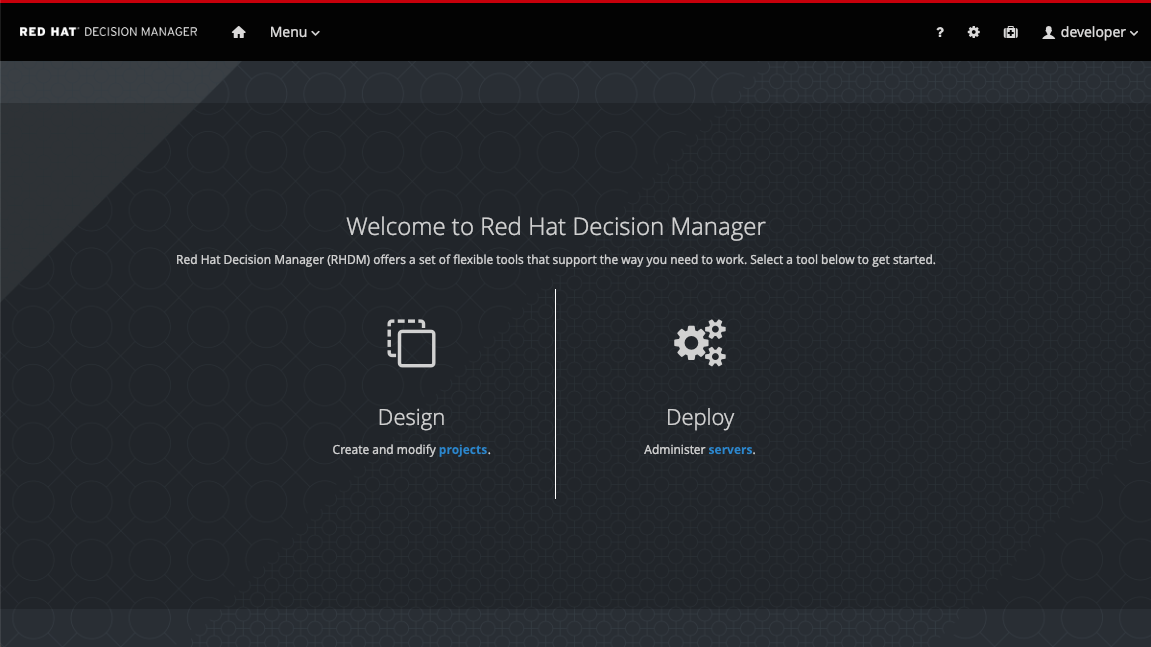 RED HAT® DECISION MANAGER Menu ? developer
Welcome to Red Hat Decision Manager
Red Hat Decision Manager (RHDM) offers a set of flexible tools that support the way you need to work. Select a tool below to get started.
Design
Create and modify projects.
Deploy
Administer servers.